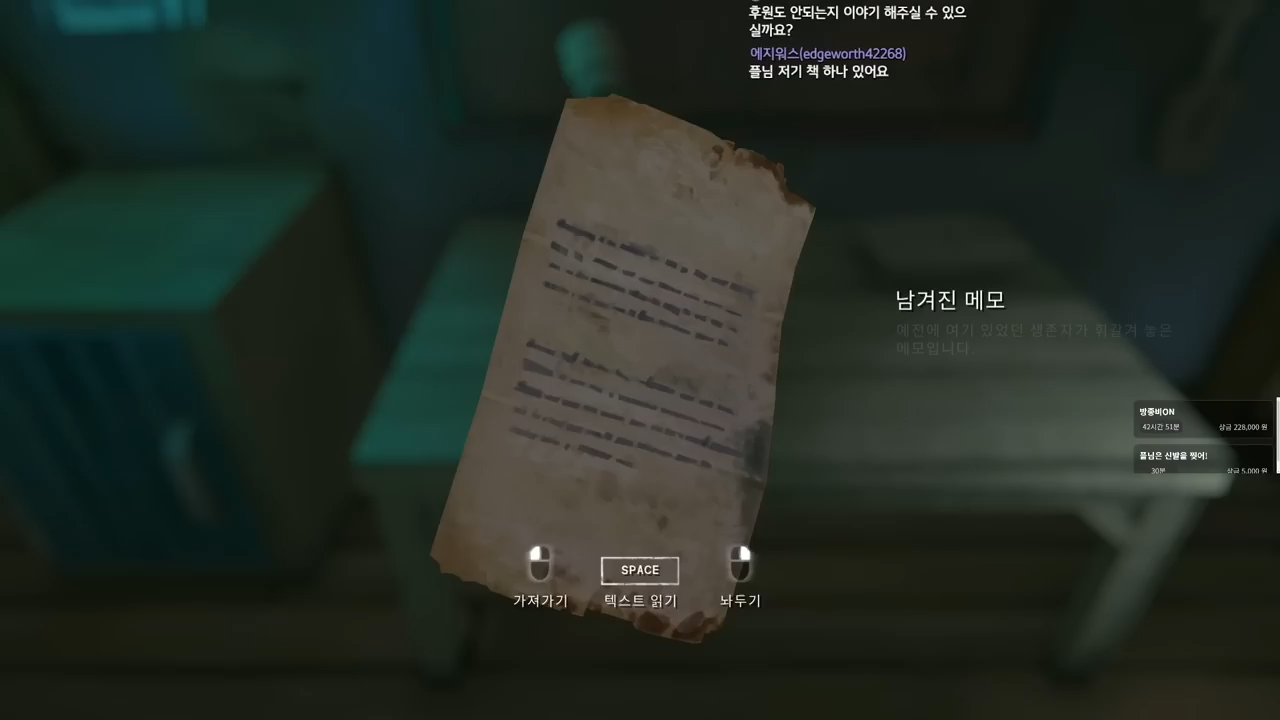 후원도 안되는지 이야기 해주실 수 있으
실까요?
에지워스(edgeworth42268)
플님 저기 책 하나 있어요
남겨진 메모
예전에 여기 있었던 생존자가 휘갈겨 놓은
메모입니다.
방종비ON
42시간 51분 상금 228,000 원
플님은 신발을 찢어!
30분 상금 5,000 원
SPACE
가져가기 텍스트 읽기 놔두기